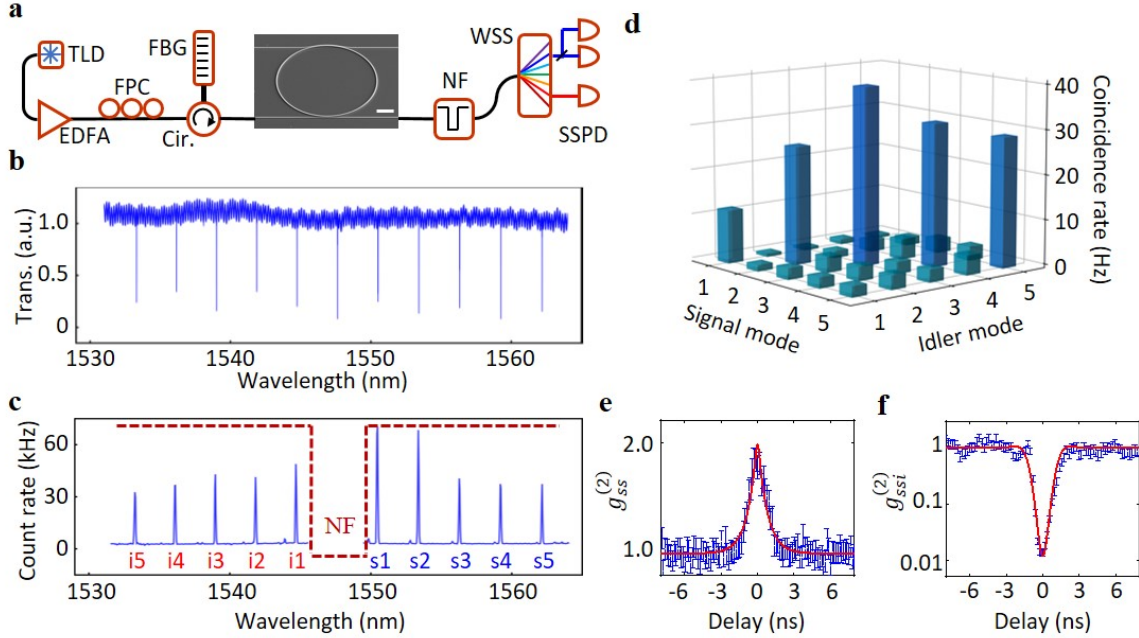 a
TLD
FBG
FPC
EDFA
Cir.
NF
WSS
SSPD
b
Trans. (a.u.)
1.0
0.5
0
1530 1540 1550 1560
Wavelength (nm)
c
Count rate (kHz)
60
30
0
NF
i5 i4 i3 i2 i1 s1 s2 s3 s4 s5
1530 1540 1550 1560
Wavelength (nm)
d
Coincidence rate (Hz)
40
30
20
10
0
1 2 3 4 5
Signal mode
1 2 3 4 5
Idler mode
e
g_{ss}^{(2)}
2.0
1.0
-6 -3 0 3 6
Delay (ns)
f
g_{ssi}^{(2)}
1
0.1
0.01
-6 -3 0 3 6
Delay (ns)